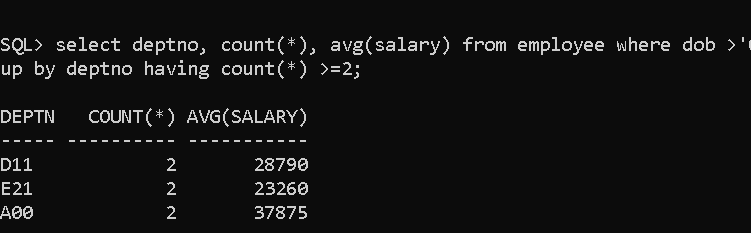 SQL> select deptno, count(*), avg(salary) from employee where dob >'
up by deptno having count(*) >=2;
DEPTN COUNT(*) AVG(SALARY)
----- ---------- -----------
D11 2 28790
E21 2 23260
A00 2 37875